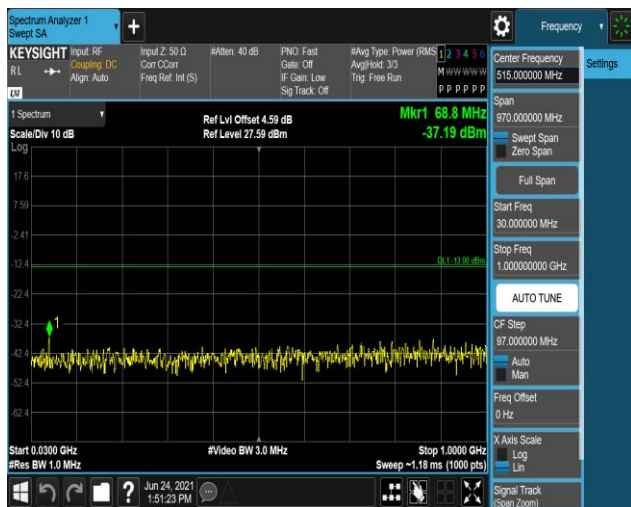 Spectrum Analyzer 1
Swept SA
+
Frequency
KEYSIGHT
RL
LXI
Input: RF
Coupling: DC
Align: Auto
Input Z: 50 Ω
Corr CCorr
Freq Ref: Int (S)
#Atten: 40 dB
PNO: Fast
Gate: Off
IF Gain: Low
Sig Track: Off
#Avg Type: Power (RMS
Avg|Hold: 3/3
Trig: Free Run
1 2 3 4 5 6
M W W W W W
P P P P P P
Settings
Center Frequency
515.000000 MHz
Span
970.000000 MHz
Swept Span
Zero Span
Full Span
Start Freq
30.000000 MHz
Stop Freq
1.000000000 GHz
AUTO TUNE
CF Step
97.000000 MHz
Auto
Man
Freq Offset
0 Hz
X Axis Scale
Log
Lin
Signal Track
(Span Zoom)
1 Spectrum
Scale/Div 10 dB
Log
Ref Lvl Offset 4.59 dB
Ref Level 27.59 dBm
Mkr1 68.8 MHz
-37.19 dBm
17.6
7.59
-2.41
-12.4
-22.4
-32.4
-42.4
-52.4
-62.4
DL1 -13.00 dBm
1
Start 0.0300 GHz
#Res BW 1.0 MHz
#Video BW 3.0 MHz
Stop 1.0000 GHz
Sweep ~1.18 ms (1000 pts)
?
Jun 24, 2021
1:51:23 PM